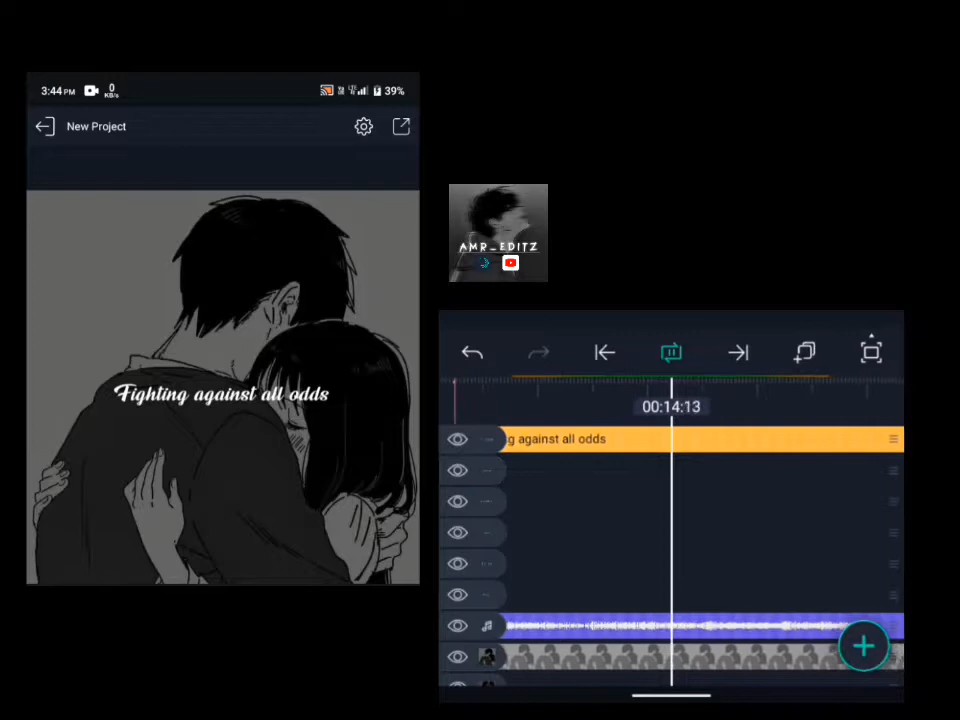 3:44 PM 0 KB/s 39%
New Project
Fighting against all odds
AMR_EDITZ
00:14:13
g against all odds